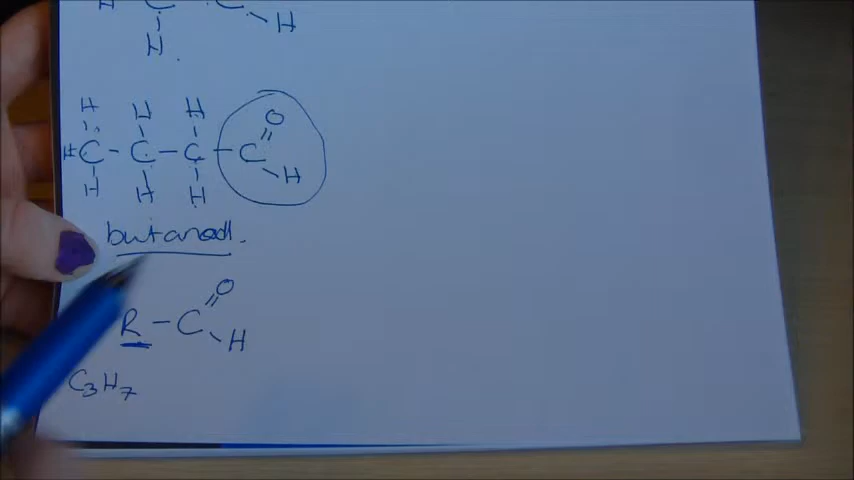 H C C
H H
H H H O
H C - C - C - C
H H H H
butanal.
O
R - C
H
C3H7